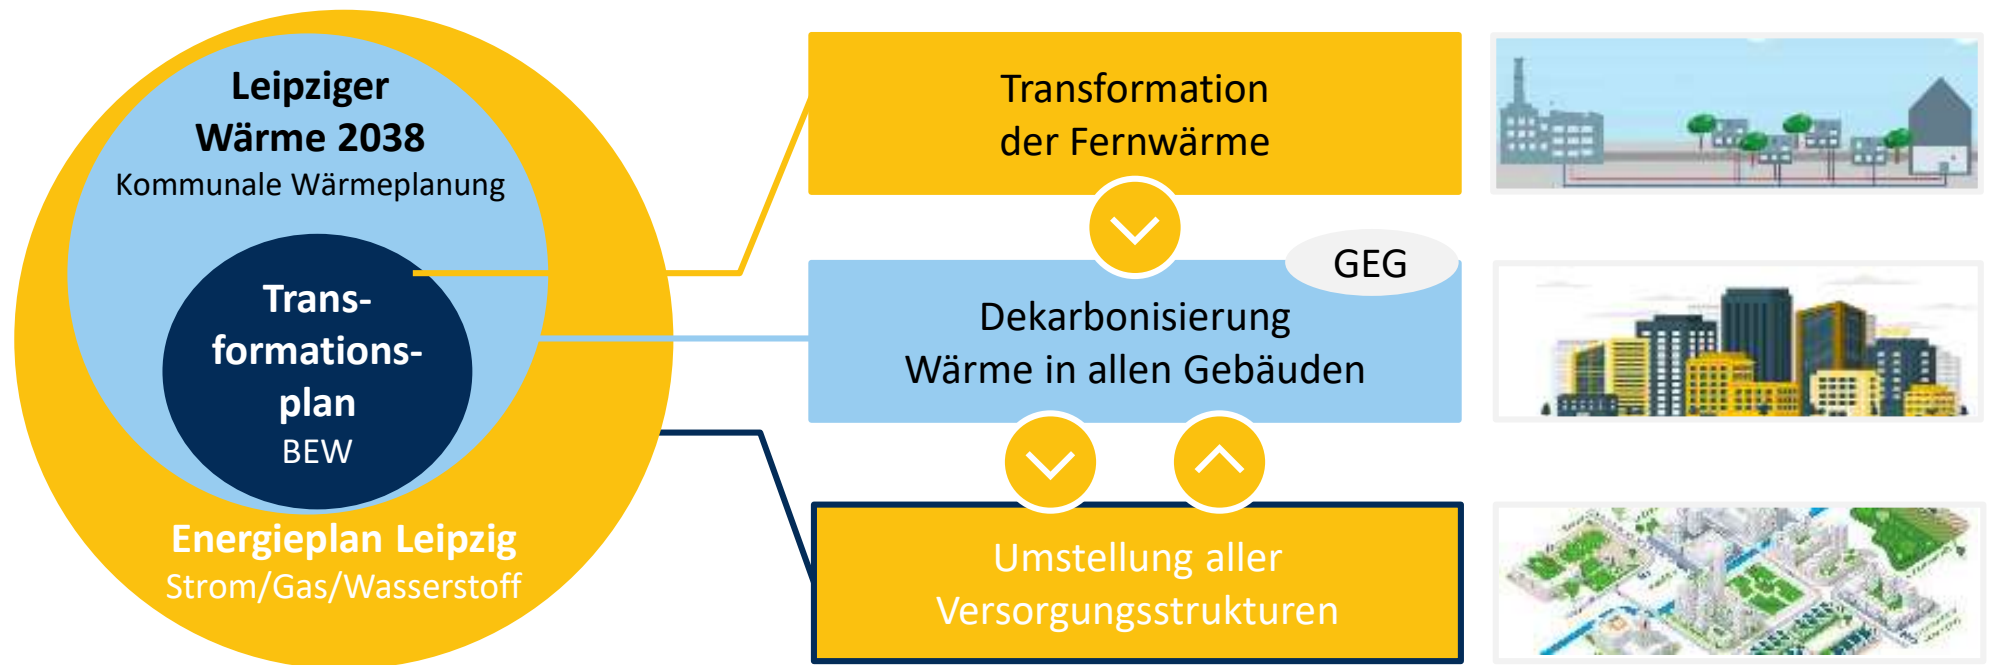 Leipziger
Wärme 2038
Kommunale Wärmeplanung
Trans-
formations-
plan
BEW
Energieplan Leipzig
Strom/Gas/Wasserstoff
Transformation
der Fernwärme
GEG
Dekarbonisierung
Wärme in allen Gebäuden
Umstellung aller
Versorgungsstrukturen